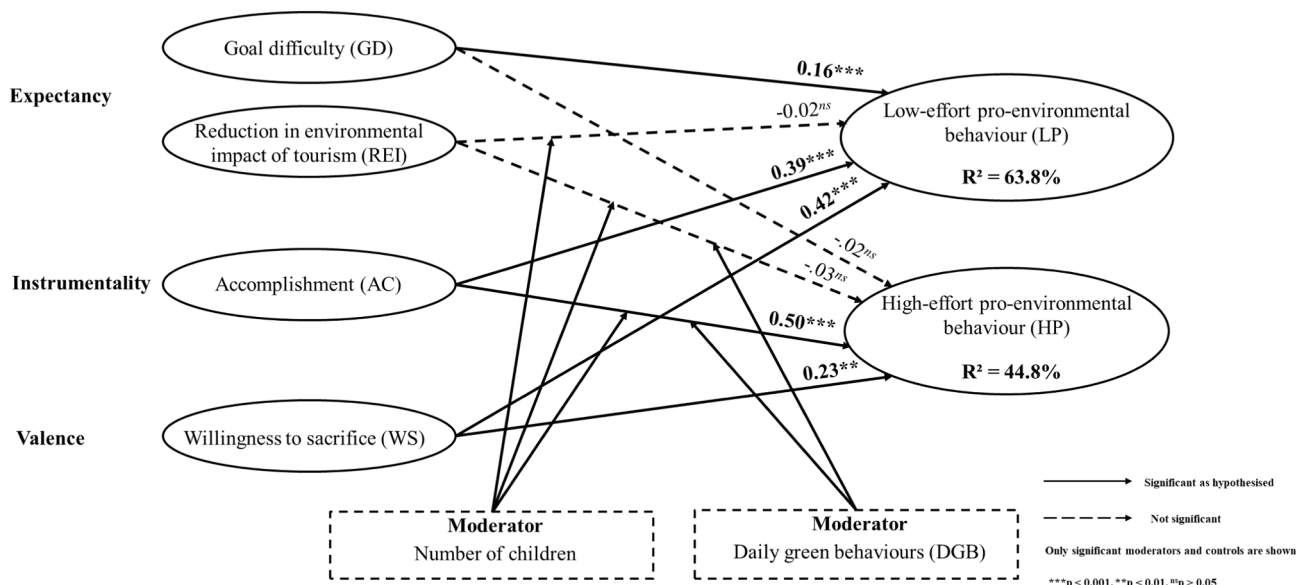 Expectancy
Goal difficulty (GD)
Reduction in environmental
impact of tourism (REI)
Instrumentality
Accomplishment (AC)
Valence
Willingness to sacrifice (WS)
0.16***
-0.02ns
0.39***
0.42***
-.02ns
-.03ns
0.50***
0.23**
Low-effort pro-environmental
behaviour (LP)
R² = 63.8%
High-effort pro-environmental
behaviour (HP)
R² = 44.8%
Moderator
Number of children
Moderator
Daily green behaviours (DGB)
Significant as hypothesised
Not significant
Only significant moderators and controls are shown
***p < 0.001, **p < 0.01, nsp > 0.05